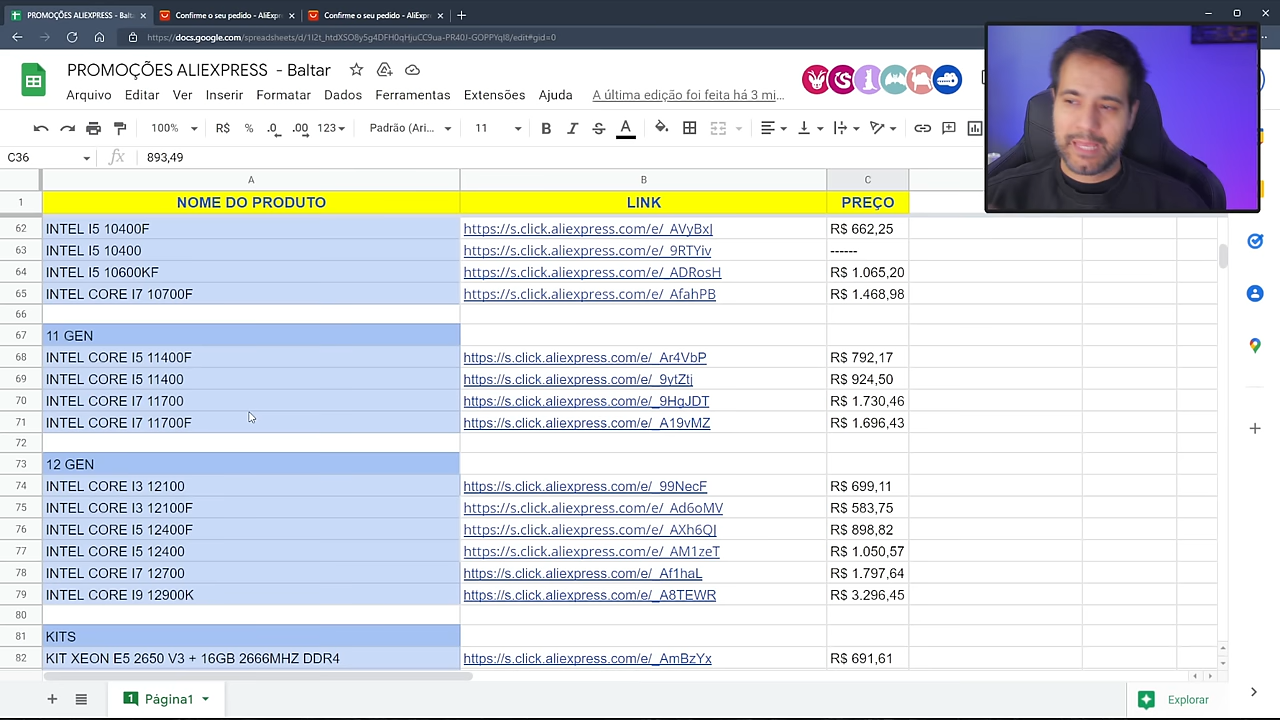 PROMOÇÕES ALIEXPRESS - Balta
Confirme o seu pedido - AliExp
Confirme o seu pedido - AliExp
https://docs.google.com/spreadsheets/d/
PROMOÇÕES ALIEXPRESS - Baltar
Arquivo Editar Ver Inserir Formatar Dados Ferramentas Extensões Ajuda A última edição foi feita há 3 mi…
100% R$ % .0 .00 123 Padrão (Ari... 11 B I S A
C36 fx 893,49
A B C
1 NOME DO PRODUTO LINK PREÇO
62 INTEL I5 10400F https://s.click.aliexpress.com/e/_AVyBxJ R$ 662,25
63 INTEL I5 10400 https://s.click.aliexpress.com/e/_9RTYiv ------
64 INTEL I5 10600KF https://s.click.aliexpress.com/e/_ADRosH R$ 1.065,20
65 INTEL CORE I7 10700F https://s.click.aliexpress.com/e/_AfahPB R$ 1.468,98
66
67 11 GEN
68 INTEL CORE I5 11400F https://s.click.aliexpress.com/e/_Ar4VbP R$ 792,17
69 INTEL CORE I5 11400 https://s.click.aliexpress.com/e/_9ytZtj R$ 924,50
70 INTEL CORE I7 11700 https://s.click.aliexpress.com/e/_9HgJDT R$ 1.730,46
71 INTEL CORE I7 11700F https://s.click.aliexpress.com/e/_A19vMZ R$ 1.696,43
72
73 12 GEN
74 INTEL CORE I3 12100 https://s.click.aliexpress.com/e/_99NecF R$ 699,11
75 INTEL CORE I3 12100F https://s.click.aliexpress.com/e/_Ad6oMV R$ 583,75
76 INTEL CORE I5 12400F https://s.click.aliexpress.com/e/_AXh6QJ R$ 898,82
77 INTEL CORE I5 12400 https://s.click.aliexpress.com/e/_AM1zeT R$ 1.050,57
78 INTEL CORE I7 12700 https://s.click.aliexpress.com/e/_Af1haL R$ 1.797,64
79 INTEL CORE I9 12900K https://s.click.aliexpress.com/e/_A8TEWR R$ 3.296,45
80
81 KITS
82 KIT XEON E5 2650 V3 + 16GB 2666MHZ DDR4 https://s.click.aliexpress.com/e/_AmBzYx R$ 691,61
1 Página1
Explorar